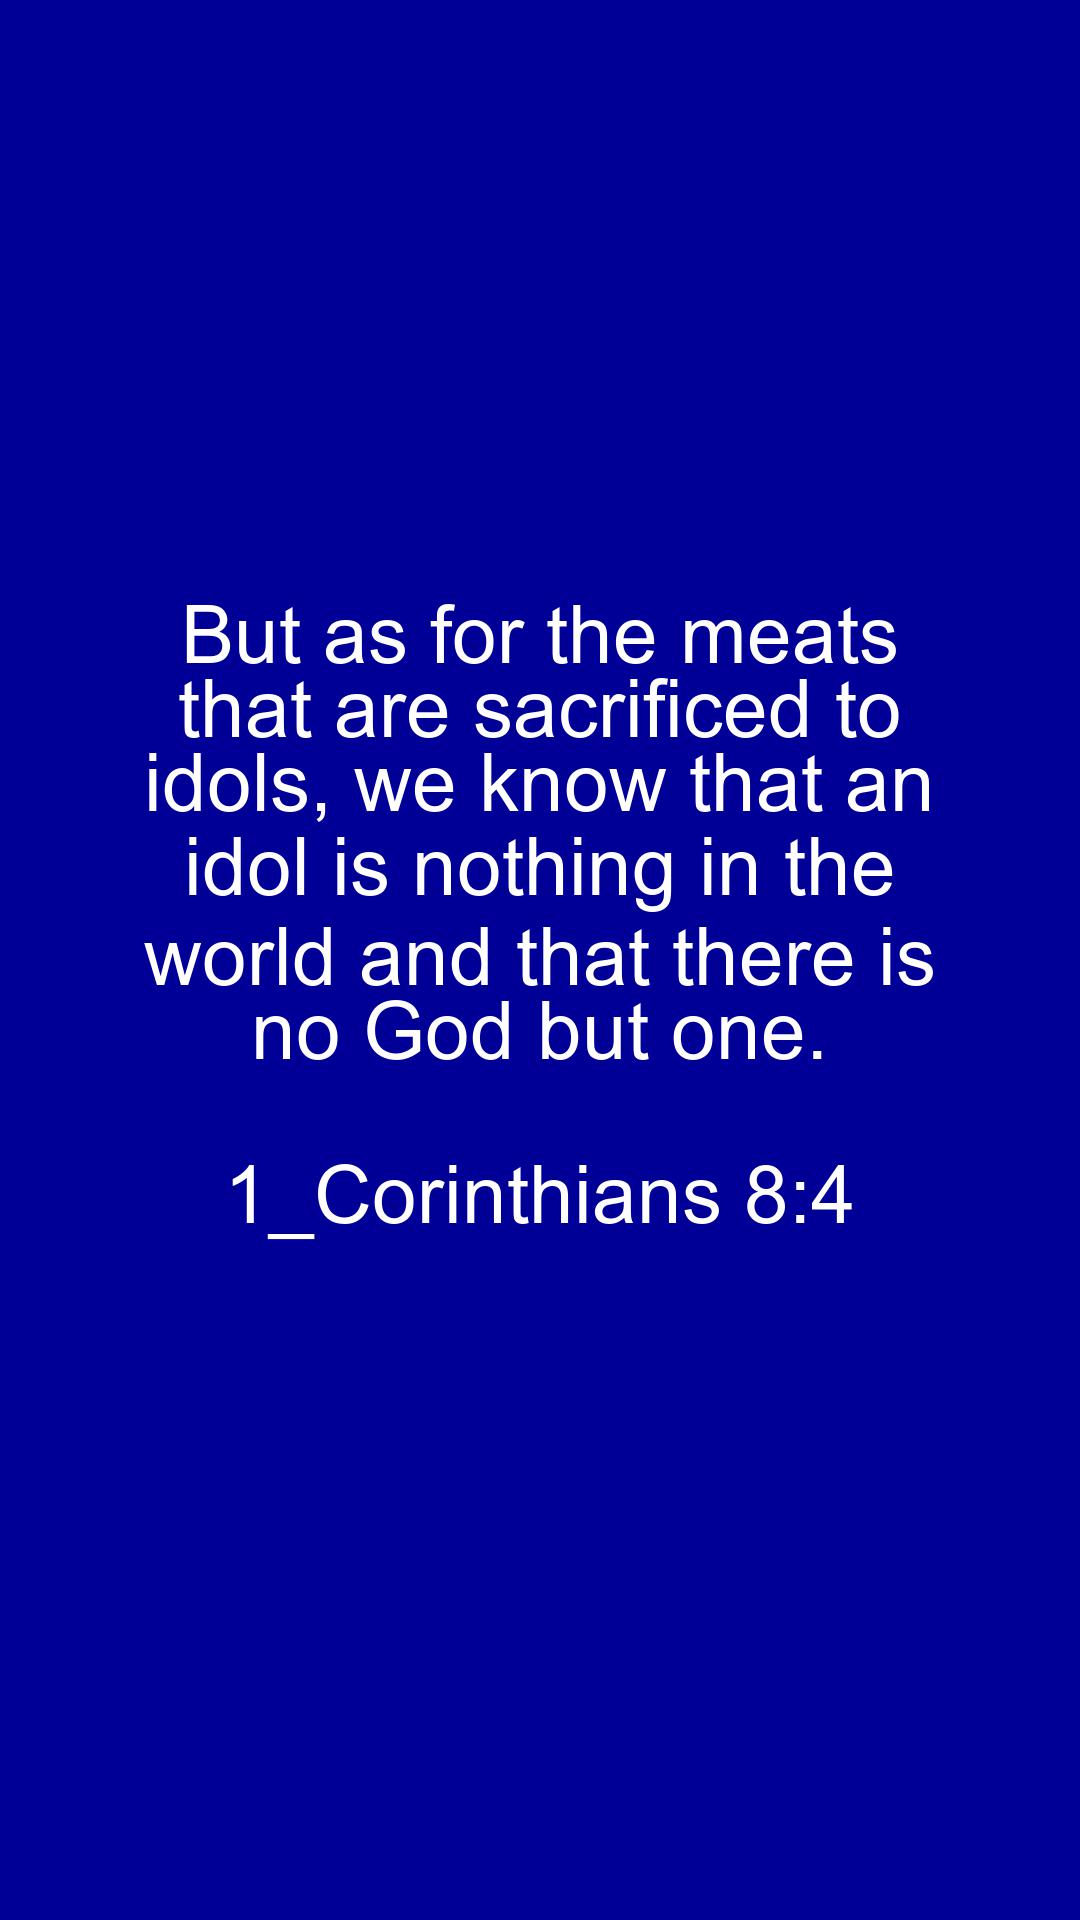 But as for the meats
that are sacrificed to
idols, we know that an
idol is nothing in the
world and that there is
no God but one.
1_Corinthians 8:4